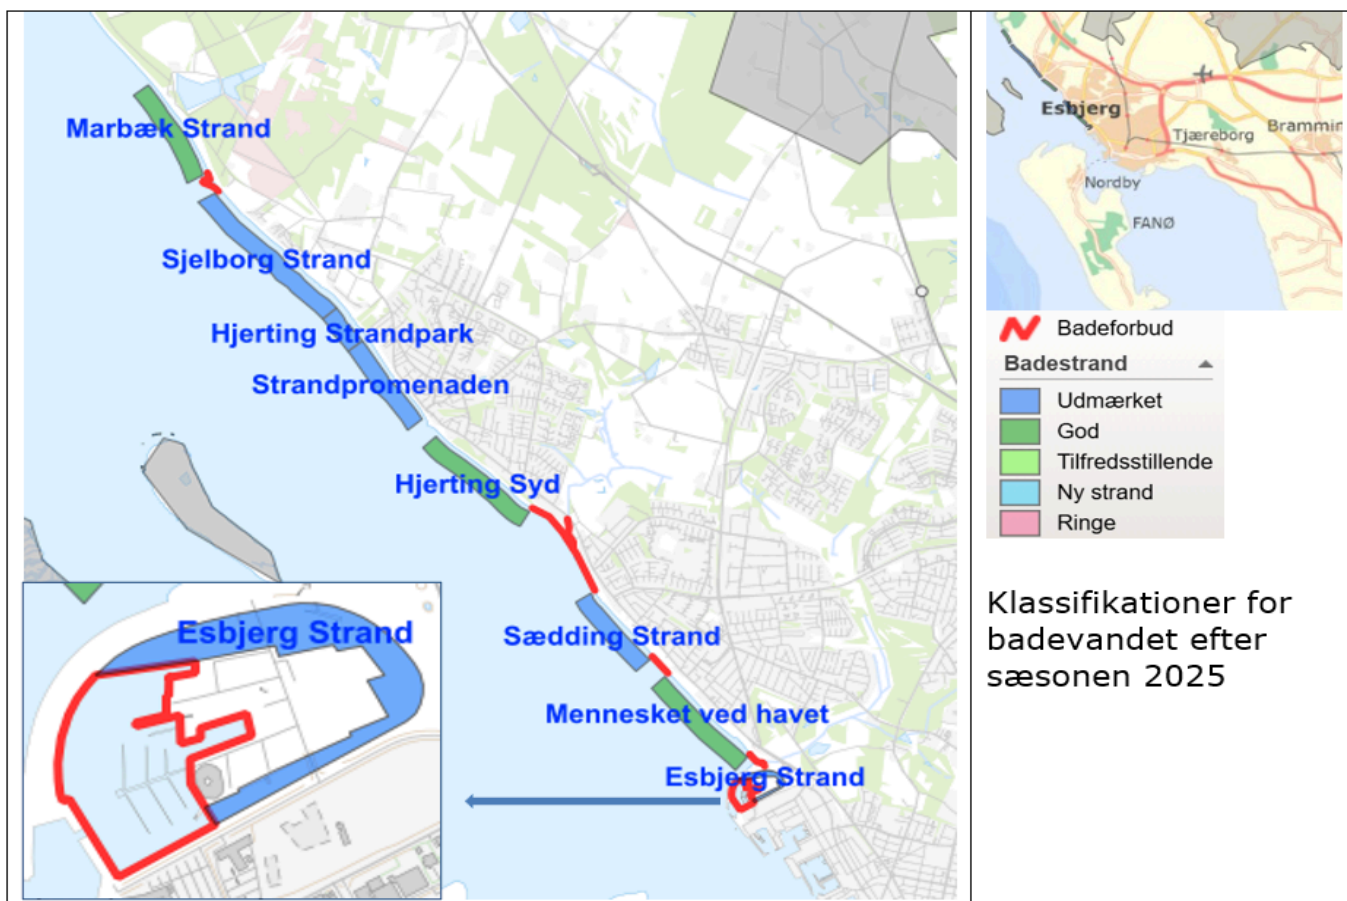 Marbæk Strand
Sjelborg Strand
Hjerting Strandpark
Strandpromenaden
Hjerting Syd
Sædding Strand
Mennesket ved havet
Esbjerg Strand
Esbjerg Strand
Esbjerg
Tjæreborg
Brammin
Nordby
FANØ
Badeforbud
Badestrand
Udmærket
God
Tilfredsstillende
Ny strand
Ringe
Klassifikationer for
badevandet efter
sæsonen 2025